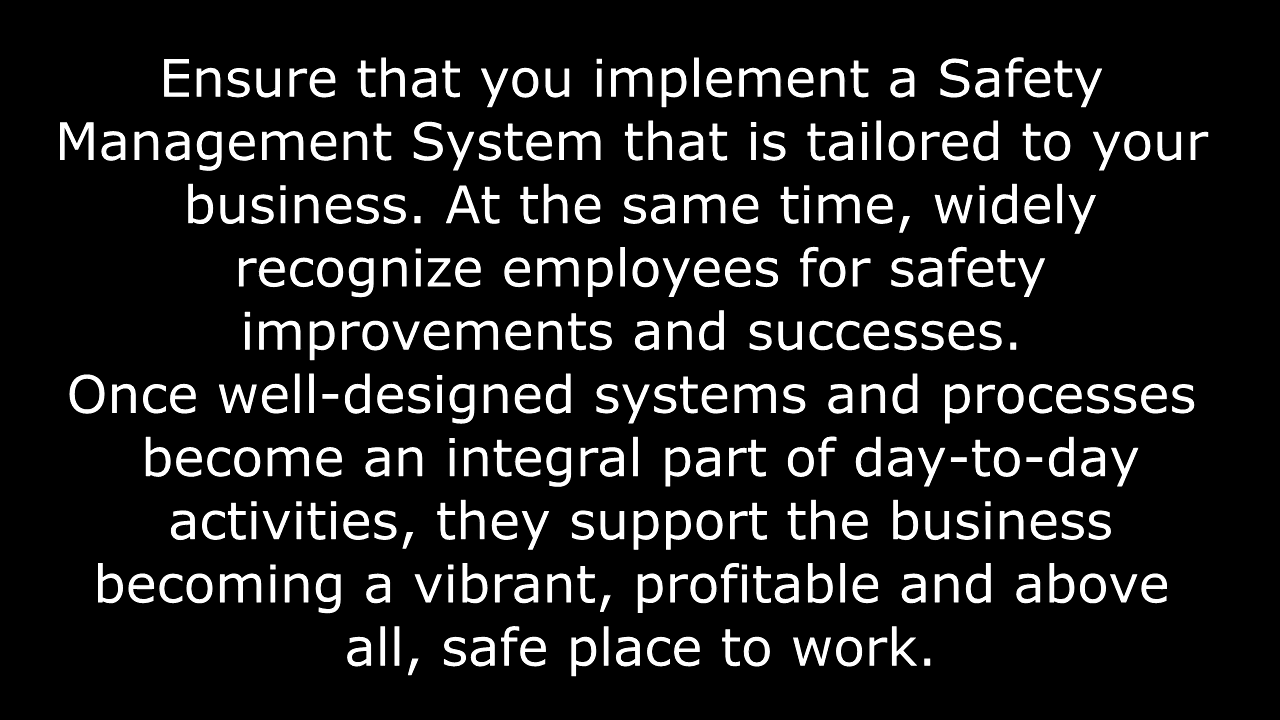 Ensure that you implement a Safety
Management System that is tailored to your
business. At the same time, widely
recognize employees for safety
improvements and successes.
Once well-designed systems and processes
become an integral part of day-to-day
activities, they support the business
becoming a vibrant, profitable and above
all, safe place to work.